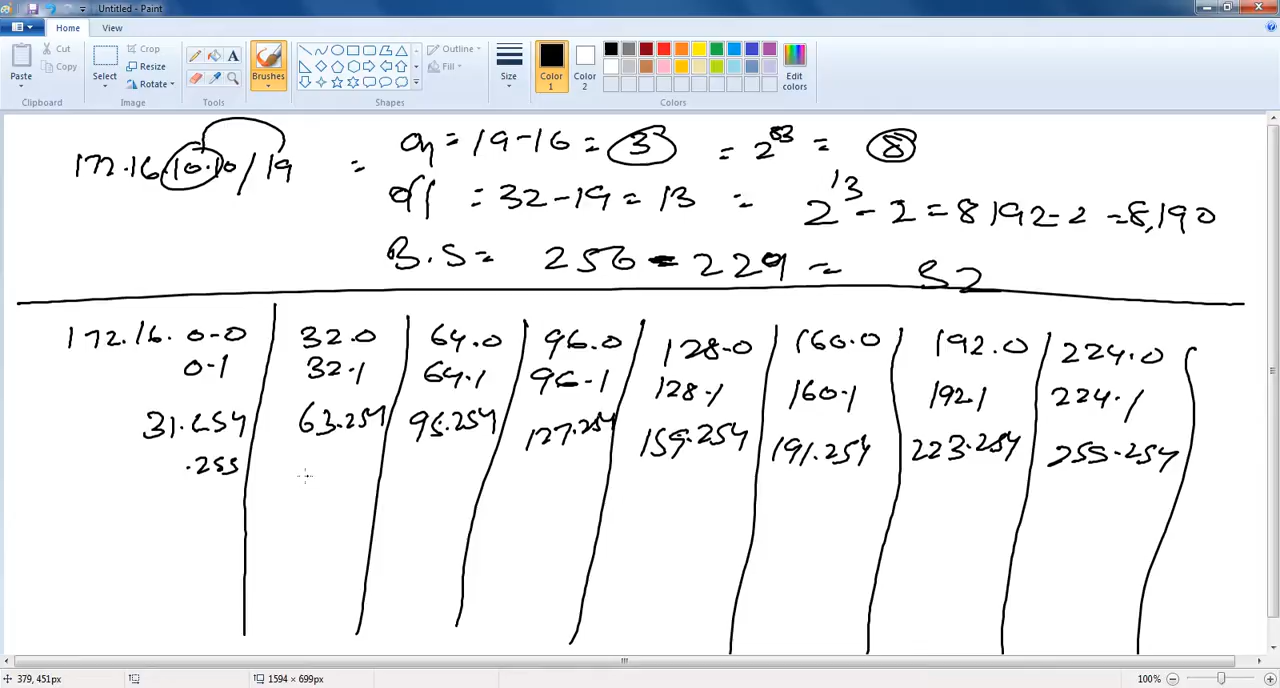 Untitled - Paint
Home View
Paste Cut Copy Clipboard
Select Crop Resize Rotate Image
Tools
Brushes
Outline Fill Shapes
Size
Color 1 Color 2 Edit colors Colors
172.16.10.10/19 = on = 19-16 = 3 = 2^3 = 8
off = 32-19 = 13 = 2^13 - 2 = 8192-2 = 8,190
B.S = 256 - 224 = 32
172.16. 0-0 32.0 64.0 96.0 128-0 160.0 192.0 224.0
0-1 32.1 64.1 96-1 128.1 160.1 192.1 224.1
31.254 63.254 95.254 127.254 159.254 191.254 223.254 255.254
.255
379, 451px 1594 × 699px 100%